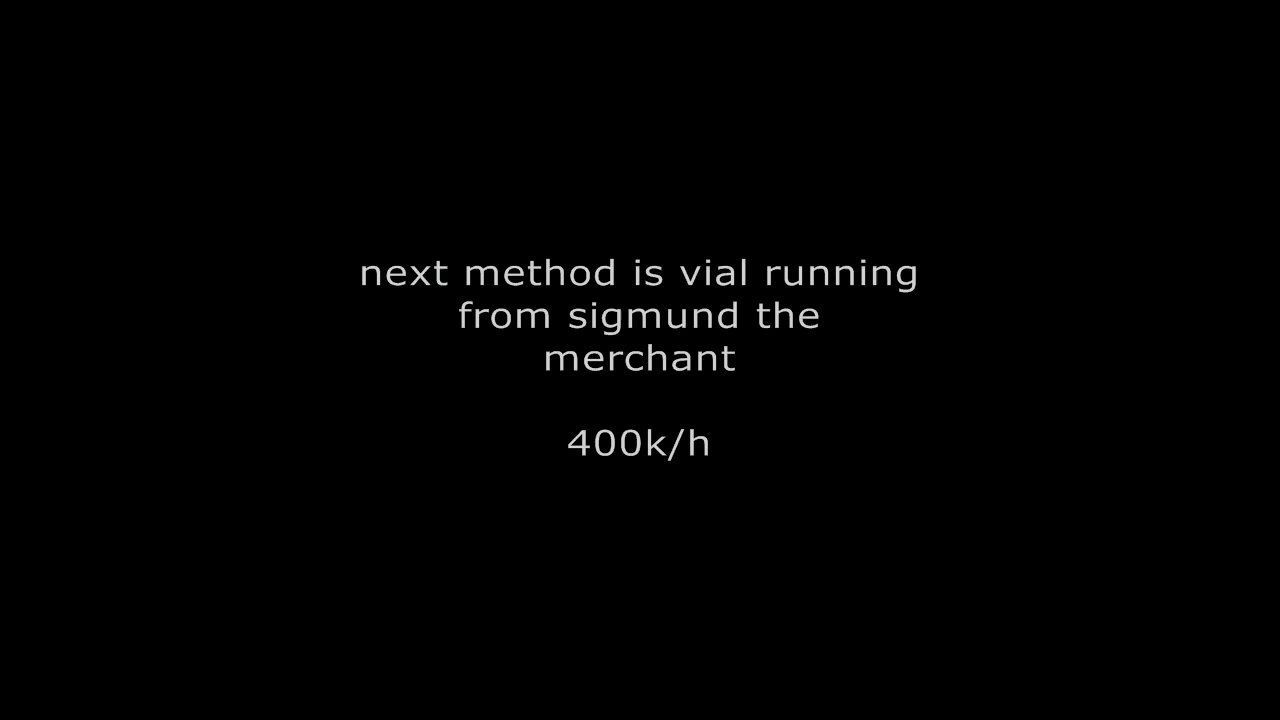 next method is vial running
from sigmund the
merchant
400k/h